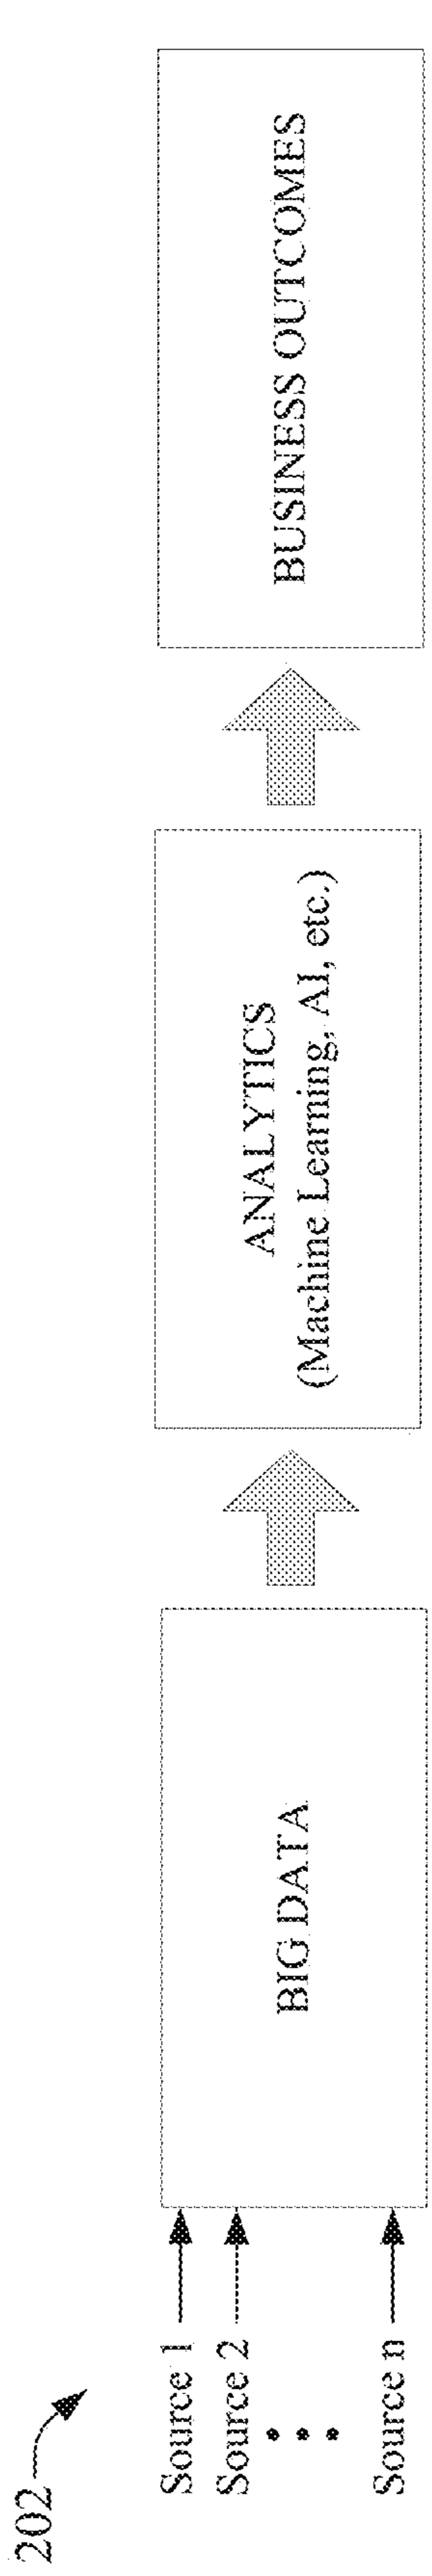 202
Source 1
Source 2
Source n
BIG DATA
ANALYTICS
(Machine Learning, AI, etc.)
BUSINESS OUTCOMES